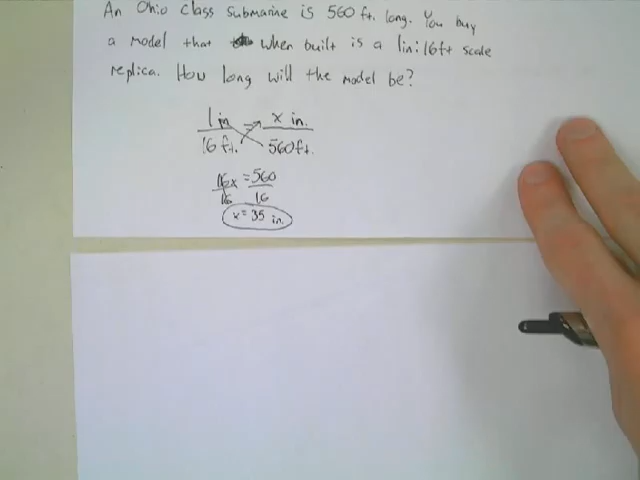 An Ohio Class submarine is 560 ft. long. You buy
a model that when built is a 1in:16ft scale
replica. How long will the model be?
1 in = x in.
16 ft. 560 ft.
16x = 560
16 16
x = 35 in.